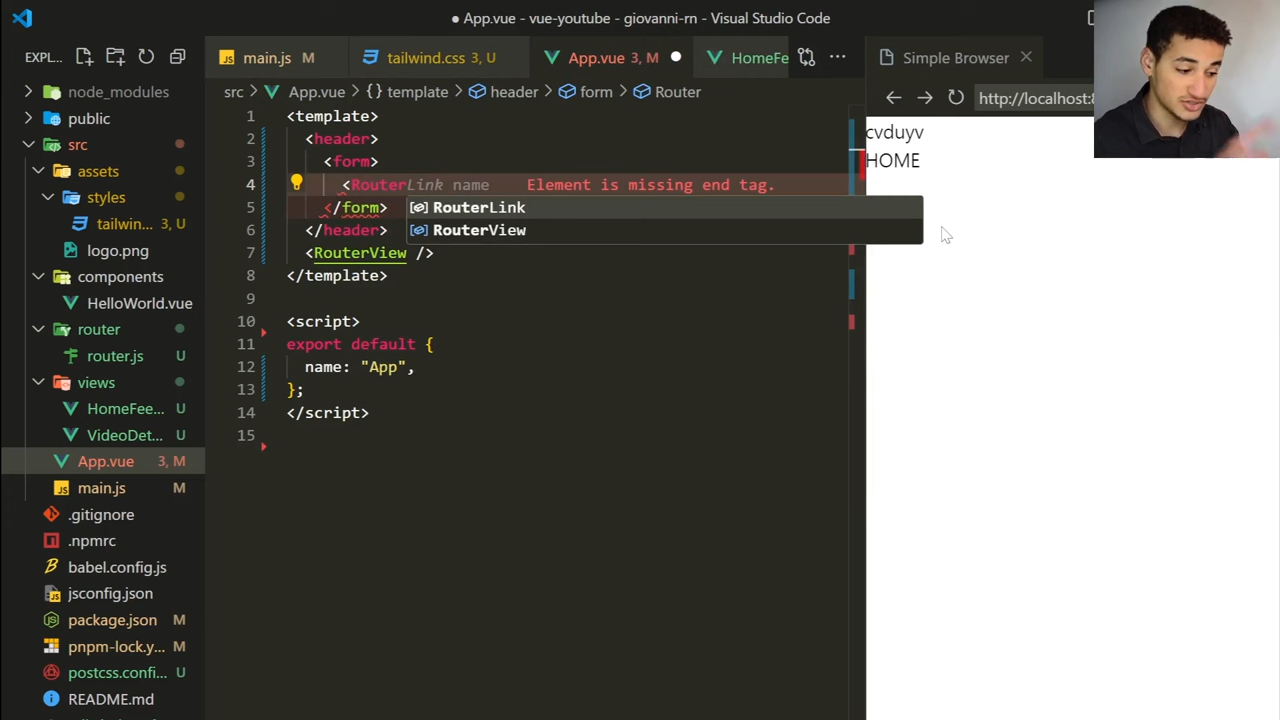 App.vue - vue-youtube - giovanni-rn - Visual Studio Code
EXPL...
main.js M
tailwind.css 3, U
App.vue 3, M
HomeFe
Simple Browser
src > App.vue > {} template > header > form > Router
http://localhost:8
node_modules
public
src
assets
styles
tailwin... 3, U
logo.png
components
HelloWorld.vue
router
router.js U
views
HomeFee... U
VideoDet... U
App.vue 3, M
main.js M
.gitignore
.npmrc
babel.config.js
jsconfig.json
package.json M
pnpm-lock.y... M
postcss.confi... U
README.md
1 <template>
2 <header>
3 <form>
4 <RouterLink name Element is missing end tag.
5 </form>
6 </header>
7 <RouterView />
8 </template>
9
10 <script>
11 export default {
12 name: "App",
13 };
14 </script>
15
RouterLink
RouterView
cvduyv
HOME